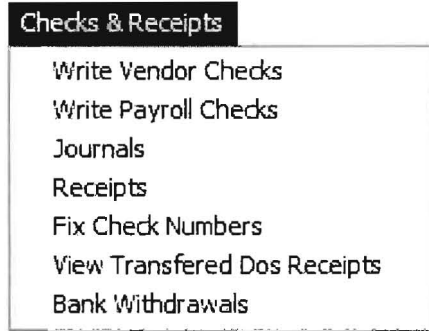 Checks & Receipts
Write Vendor Checks
Write Payroll Checks
Journals
Receipts
Fix Check Numbers
View Transfered Dos Receipts
Bank Withdrawals